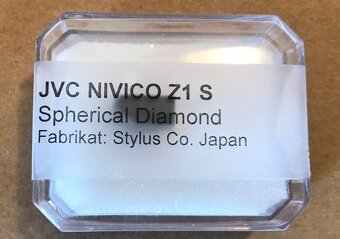 JVC NIVICO Z1 S
Spherical Diamond
Fabrikat: Stylus Co. Japan